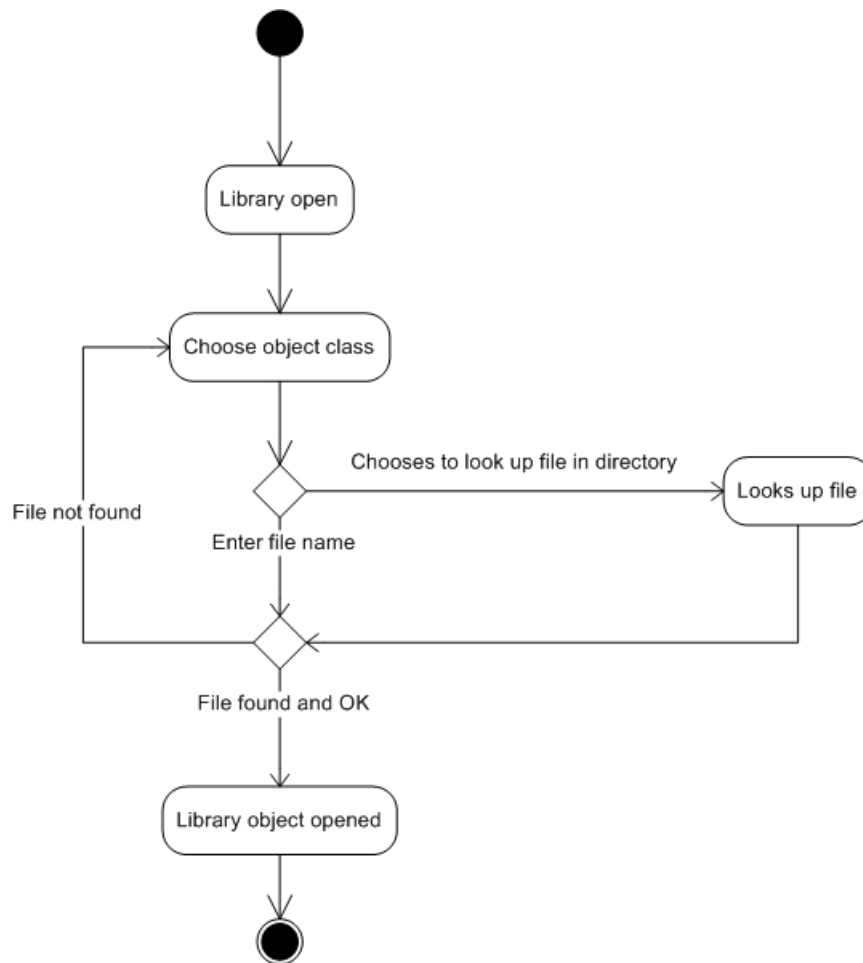 Library open
Choose object class
Chooses to look up file in directory
Looks up file
File not found
Enter file name
File found and OK
Library object opened